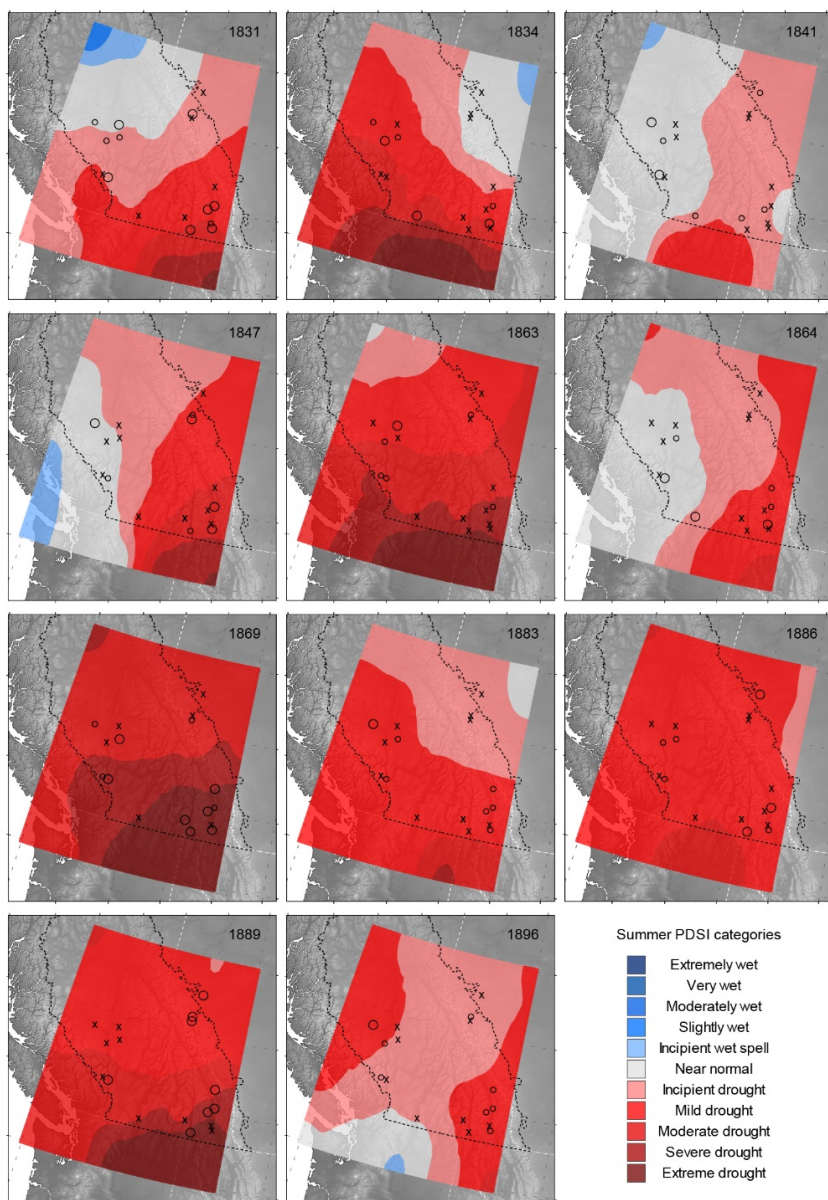 1831
1834
1841
1847
1863
1864
1869
1883
1886
1889
1896
Summer PDSI categories
Extremely wet
Very wet
Moderately wet
Slightly wet
Incipient wet spell
Near normal
Incipient drought
Mild drought
Moderate drought
Severe drought
Extreme drought